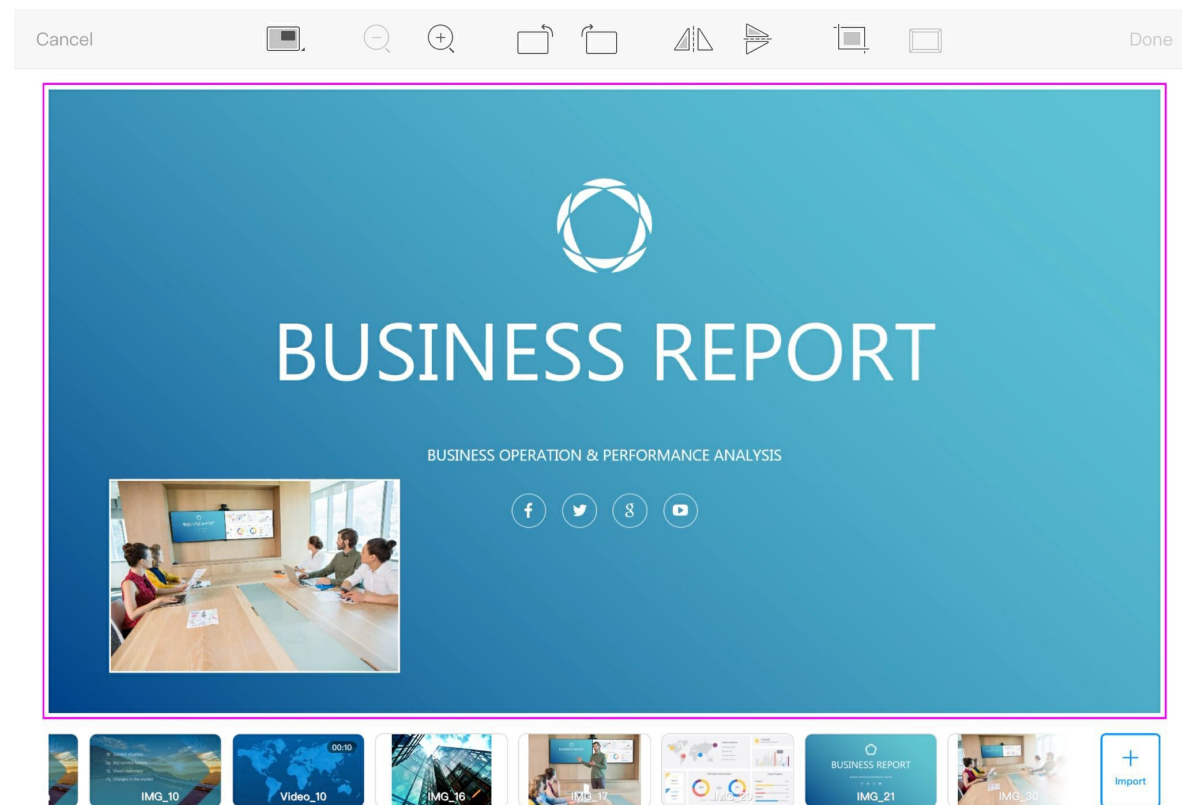 Cancel
Done
BUSINESS REPORT
BUSINESS OPERATION & PERFORMANCE ANALYSIS
00:10
BUSINESS REPORT
IMG_10
Video_10
IMG_16
IMG_17
IMG_20
IMG_21
IMG_30
Import